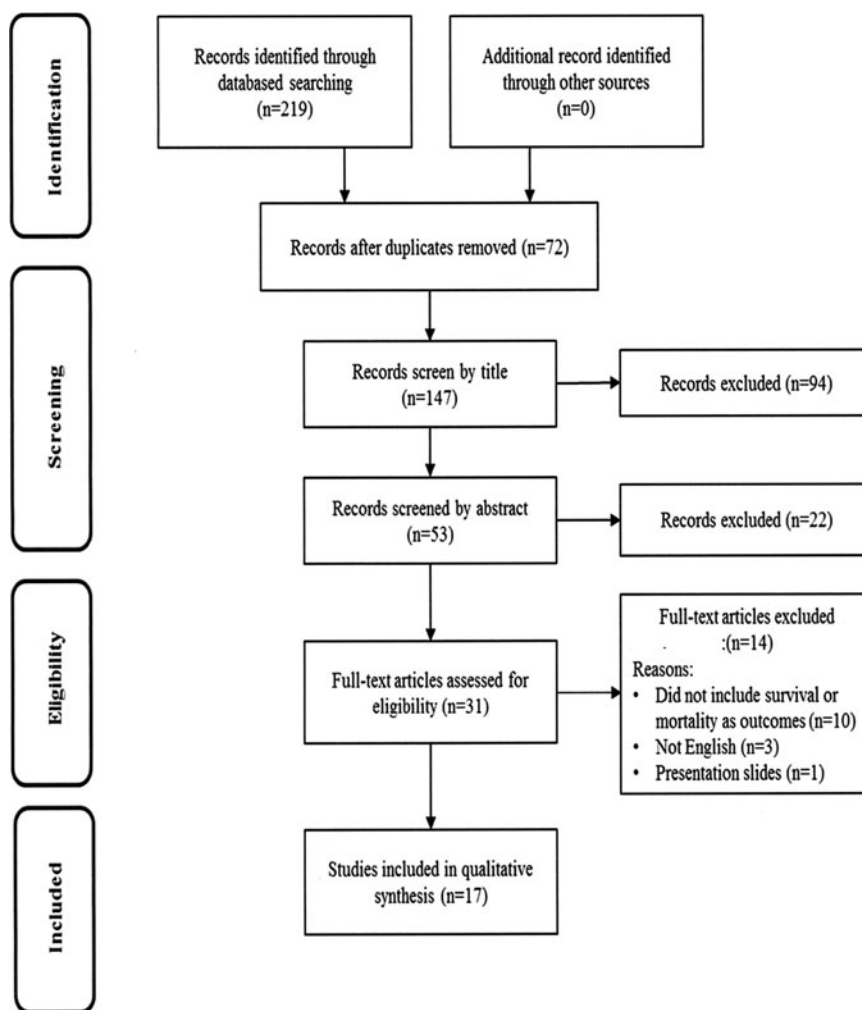 Identification
Records identified through
databased searching
(n=219)
Additional record identified
through other sources
(n=0)
Records after duplicates removed (n=72)
Screening
Records screen by title
(n=147)
Records excluded (n=94)
Records screened by abstract
(n=53)
Records excluded (n=22)
Eligibility
Full-text articles assessed for
eligibility (n=31)
Full-text articles excluded
:(n=14)
Reasons:
• Did not include survival or
mortality as outcomes (n=10)
• Not English (n=3)
• Presentation slides (n=1)
Included
Studies included in qualitative
synthesis (n=17)